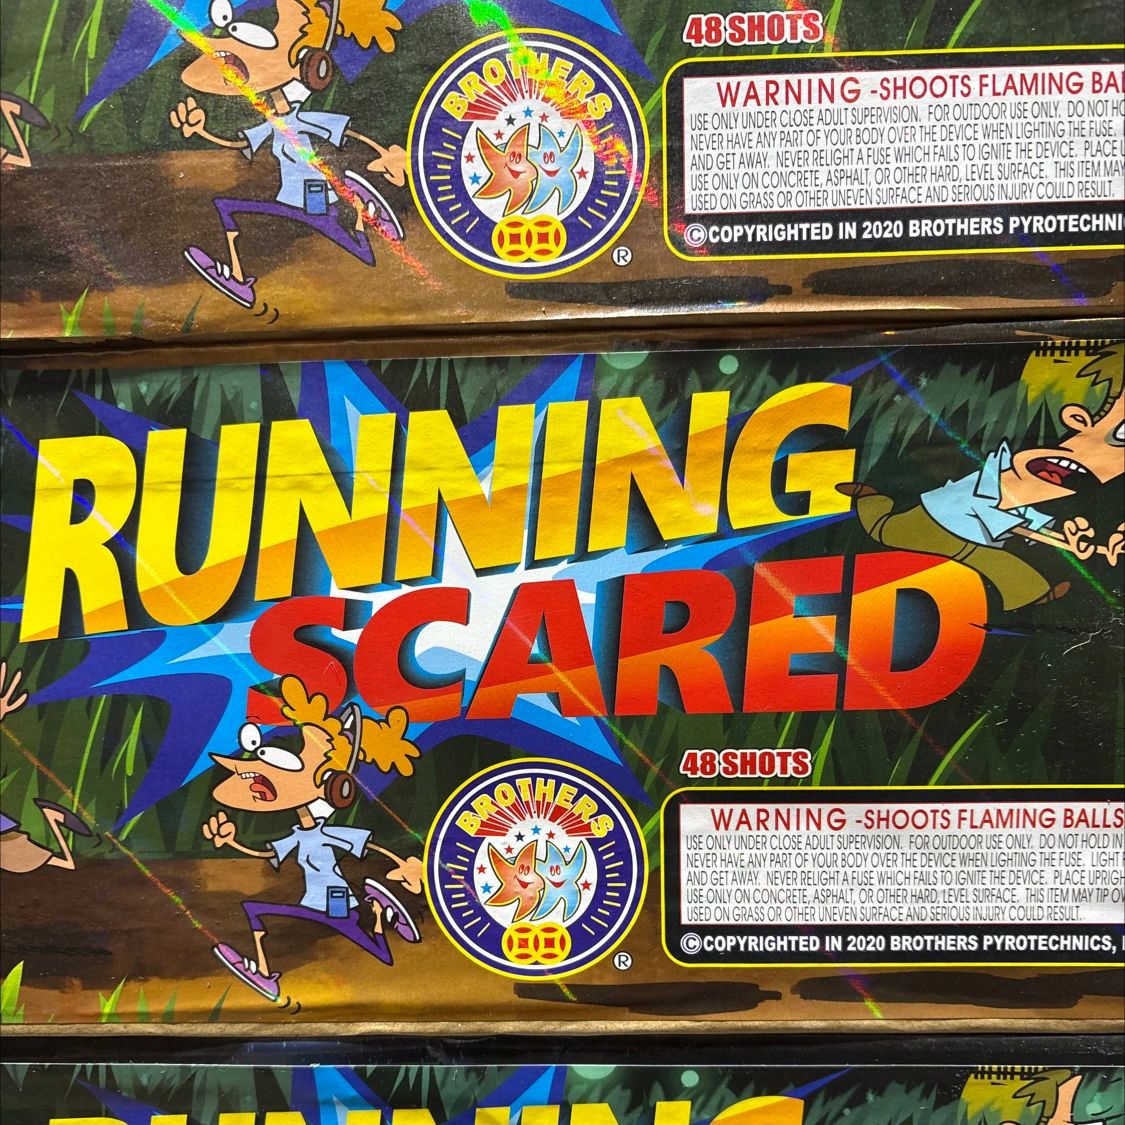 48 SHOTS
BROTHERS
WARNING -SHOOTS FLAMING
USE ONLY UNDER CLOSE ADULT SUPERVISION. FOR OUTDOOR USE ONLY. DO NOT
NEVER HAVE ANY PART OF YOUR BODY OVER THE DEVICE WHEN LIGHTING THE FUSE.
AND GET AWAY. NEVER RELIGHT A FUSE WHICH FAILS TO IGNITE THE DEVICE. PLACE
USE ONLY ON CONCRETE, ASPHALT, OR OTHER HARD, LEVEL SURFACE. THIS ITEM MAY
USED ON GRASS OR OTHER UNEVEN SURFACE AND SERIOUS INJURY COULD RESULT
©COPYRIGHTED IN 2020 BROTHERS
®
RUNNING
SCARED
48 SHOTS
BROTHERS
WARNING -SHOOTS FLAMING BALLS
USE ONLY UNDER CLOSE ADULT SUPERVISION. FOR OUTDOOR USE ONLY. DO NOT HOLD IN
NEVER HAVE ANY PART OF YOUR BODY OVER THE DEVICE WHEN LIGHTING THE FUSE. LIGHT
AND GET AWAY. NEVER RELIGHT A FUSE WHICH FAILS TO IGNITE THE DEVICE. PLACE
USE ONLY ON CONCRETE, ASPHALT, OR OTHER HARD, LEVEL SURFACE. THIS ITEM MAY TIP
USED ON GRASS OR OTHER UNEVEN SURFACE AND SERIOUS INJURY COULD RESULT.
©COPYRIGHTED IN 2020 BROTHERS PYROTECHNICS,
®
RUNNING